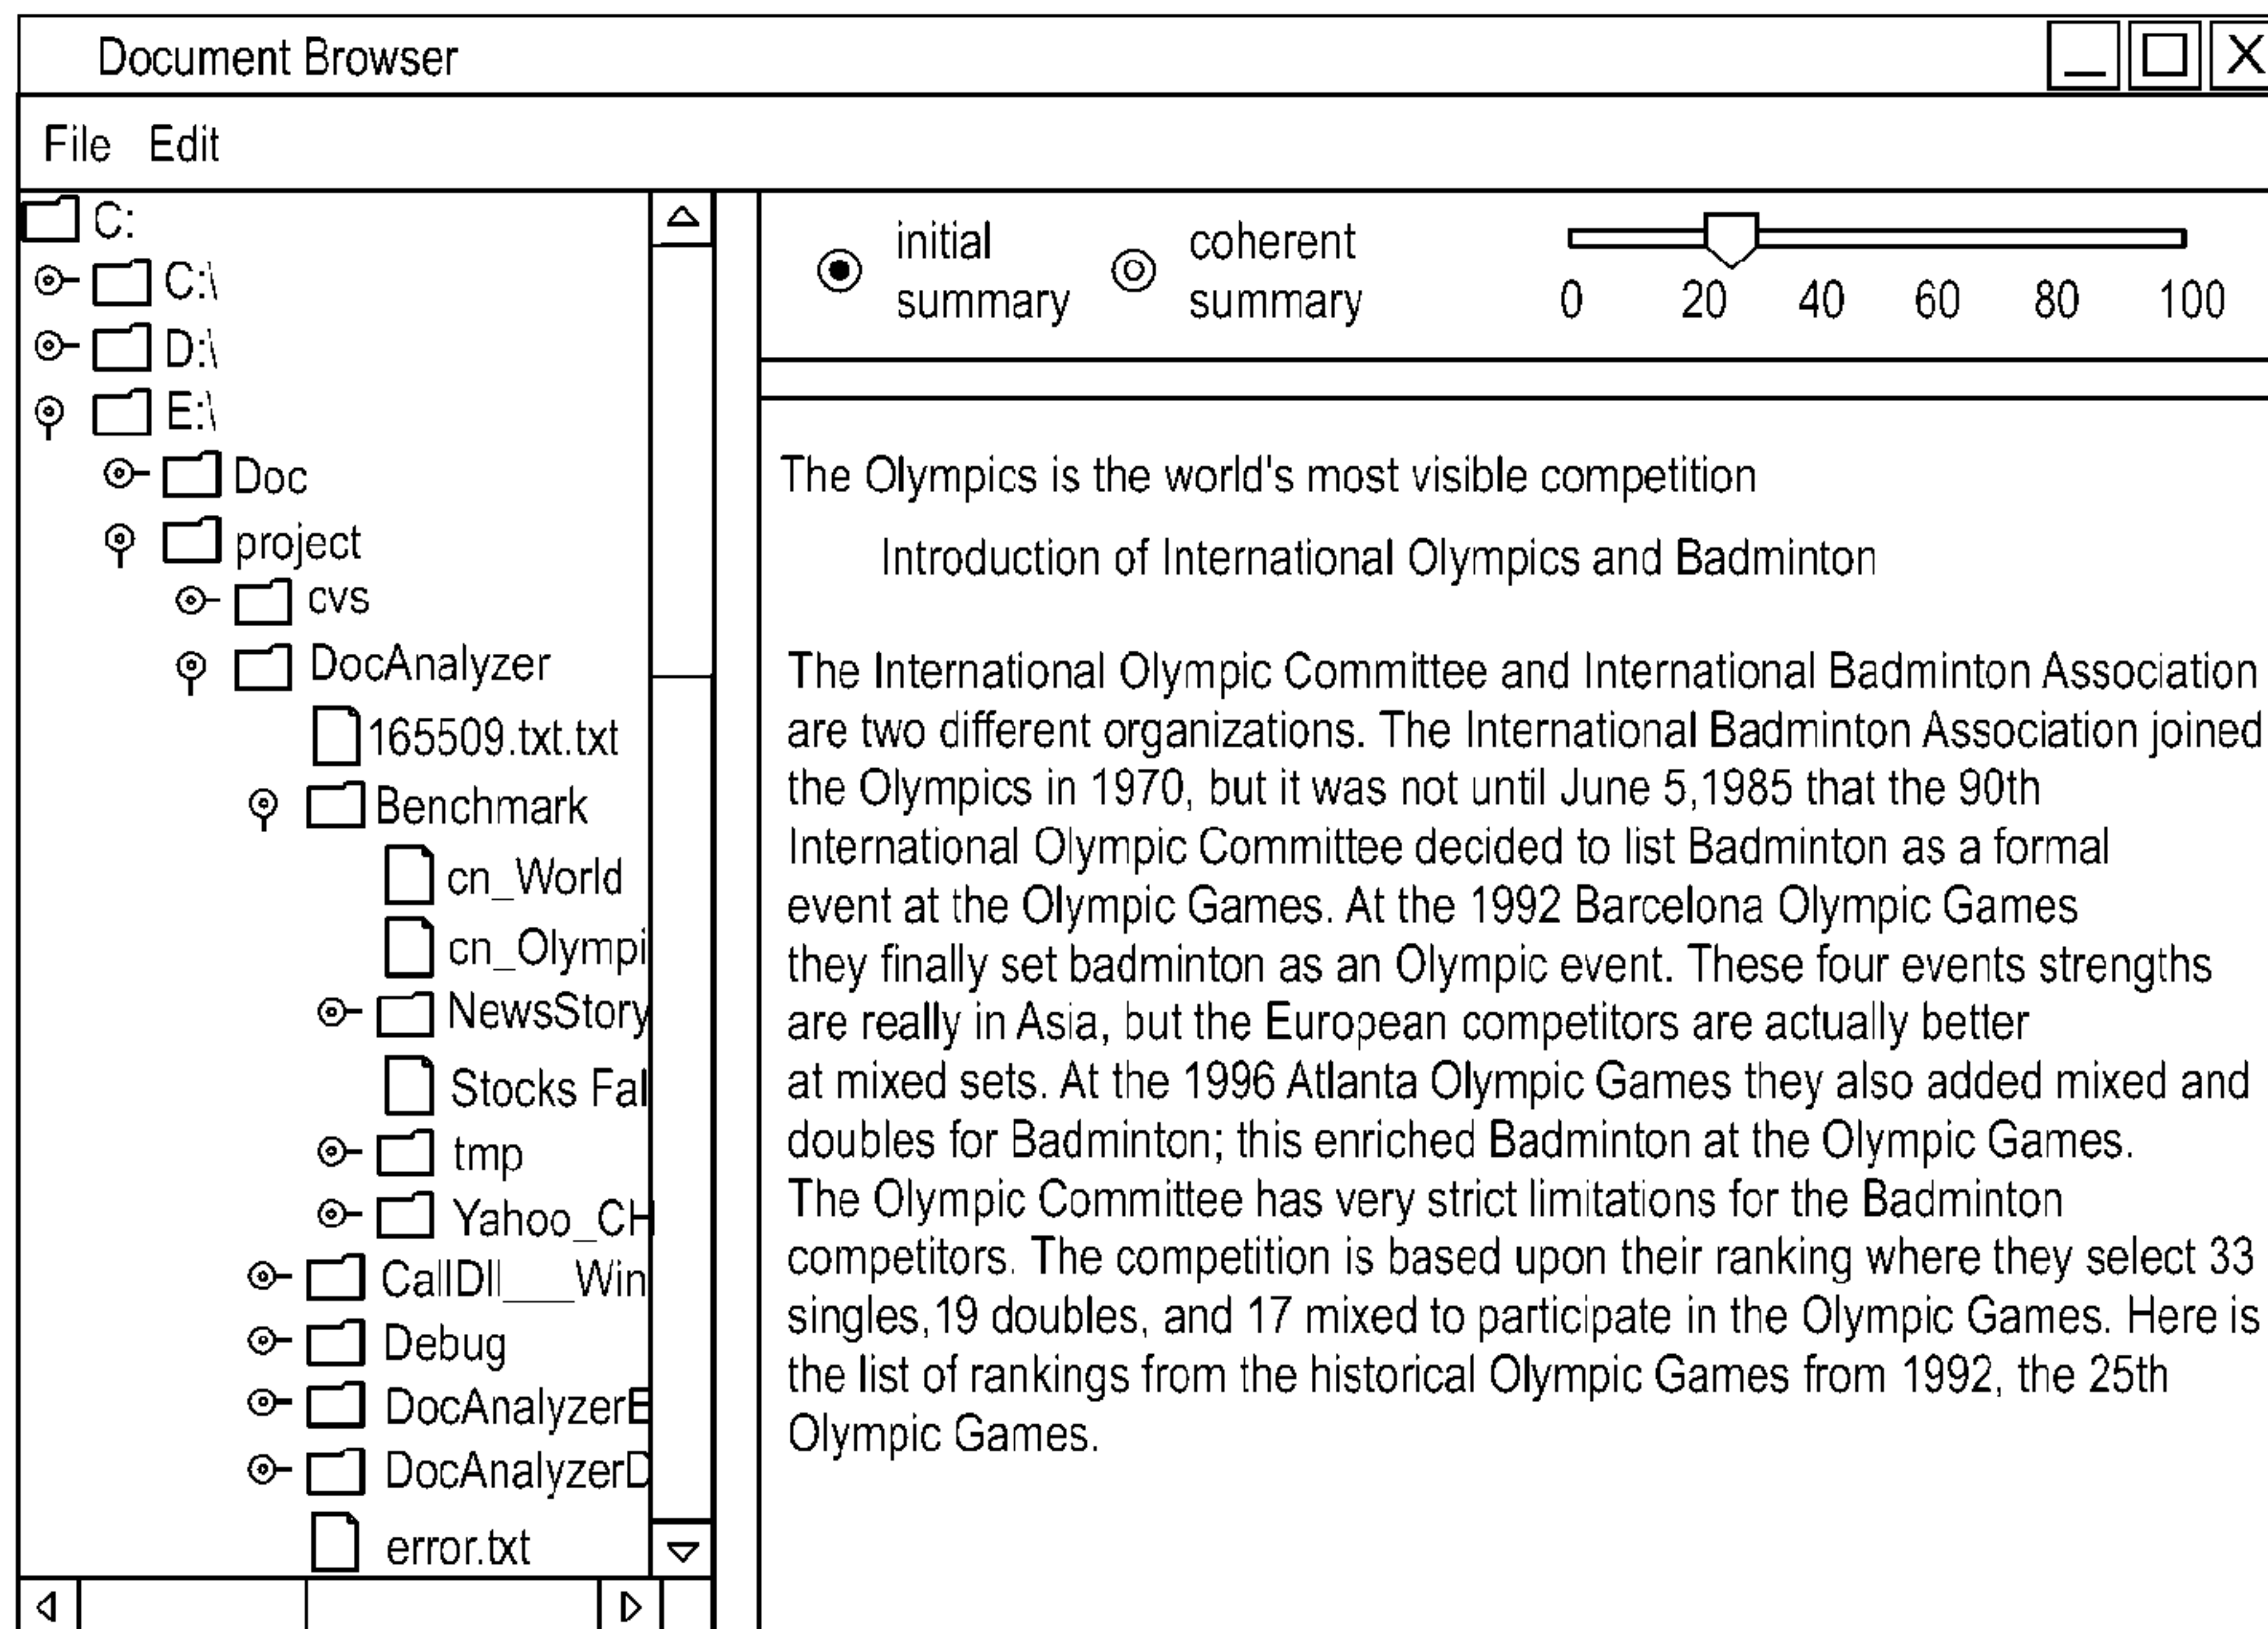 Document Browser
File Edit
C:
C:\
D:\
E:\
Doc
project
cvs
DocAnalyzer
165509.txt.txt
Benchmark
cn_World
cn_Olympi
NewsStory
Stocks Fal
tmp
Yahoo_CH
CallDll___Win
Debug
DocAnalyzerE
DocAnalyzerD
error.txt
initial
summary
coherent
summary
0 20 40 60 80 100
The Olympics is the world's most visible competition
Introduction of International Olympics and Badminton
The International Olympic Committee and International Badminton Association
are two different organizations. The International Badminton Association joined
the Olympics in 1970, but it was not until June 5,1985 that the 90th
International Olympic Committee decided to list Badminton as a formal
event at the Olympic Games. At the 1992 Barcelona Olympic Games
they finally set badminton as an Olympic event. These four events strengths
are really in Asia, but the European competitors are actually better
at mixed sets. At the 1996 Atlanta Olympic Games they also added mixed and
doubles for Badminton; this enriched Badminton at the Olympic Games.
The Olympic Committee has very strict limitations for the Badminton
competitors. The competition is based upon their ranking where they select 33
singles,19 doubles, and 17 mixed to participate in the Olympic Games. Here is
the list of rankings from the historical Olympic Games from 1992, the 25th
Olympic Games.